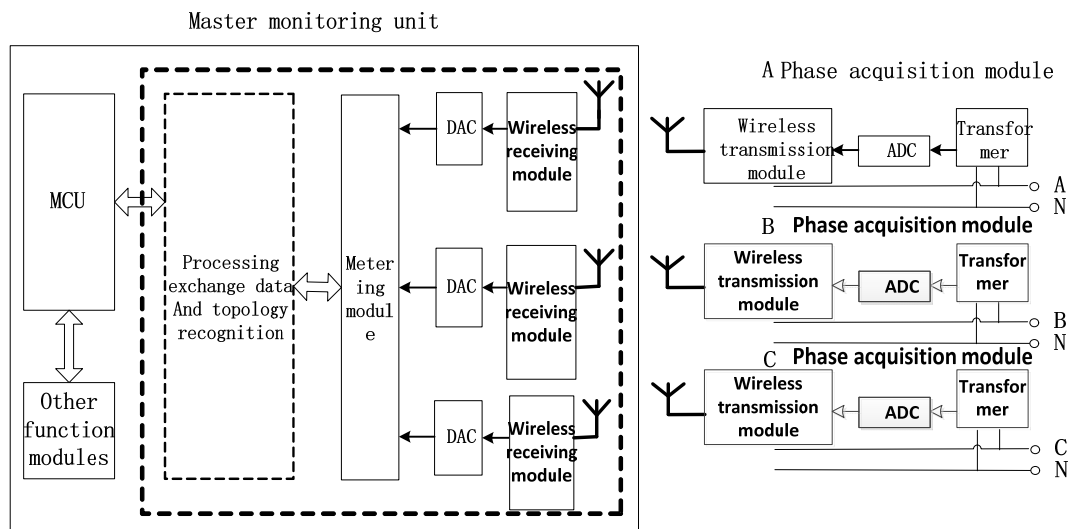 Master monitoring unit
MCU
Other
function
modules
Processing
exchange data
And topology
recognition
Meter
ing
modul
e
DAC
Wireless
receiving
module
DAC
Wireless
receiving
module
DAC
Wireless
receiving
module
A Phase acquisition module
Wireless
transmission
module
ADC
Transfor
mer
A
N
B Phase acquisition module
Wireless
transmission
module
ADC
Transfor
mer
B
N
C Phase acquisition module
Wireless
transmission
module
ADC
Transfor
mer
C
N